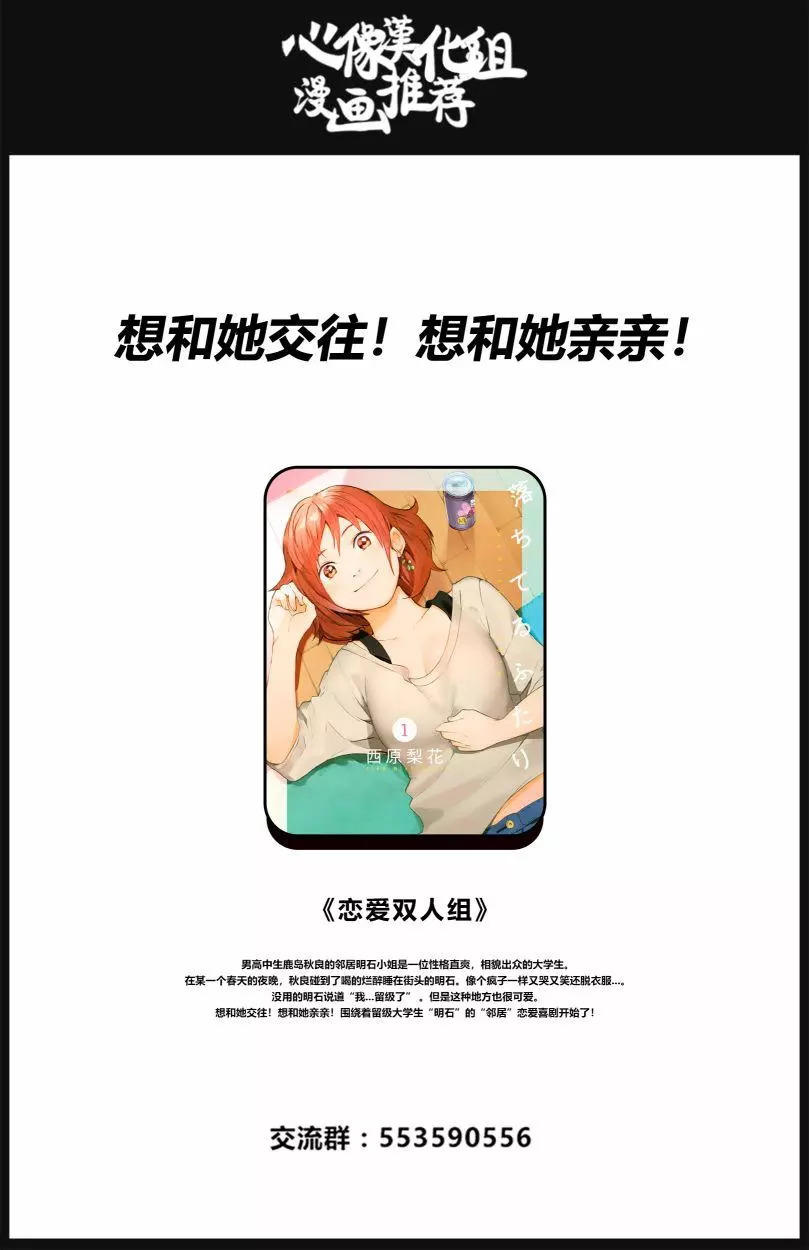 心像漢化组
漫画推荐
想和她交往！想和她亲亲！
落ちてるふたり
1
西原梨花
《恋爱双人组》
男高中生鹿岛秋良的邻居明石小姐是一位性格直爽，相貌出众的大学生。
在某一个春天的夜晚，秋良碰到了喝的烂醉睡在街头的明石。像个疯子一样又哭又笑还脱衣服...。
没用的明石说道“我...留级了”。但是这种地方也很可爱。
想和她交往！想和她亲亲！围绕着留级大学生“明石”的“邻居”恋爱喜剧开始了！
交流群：553590556